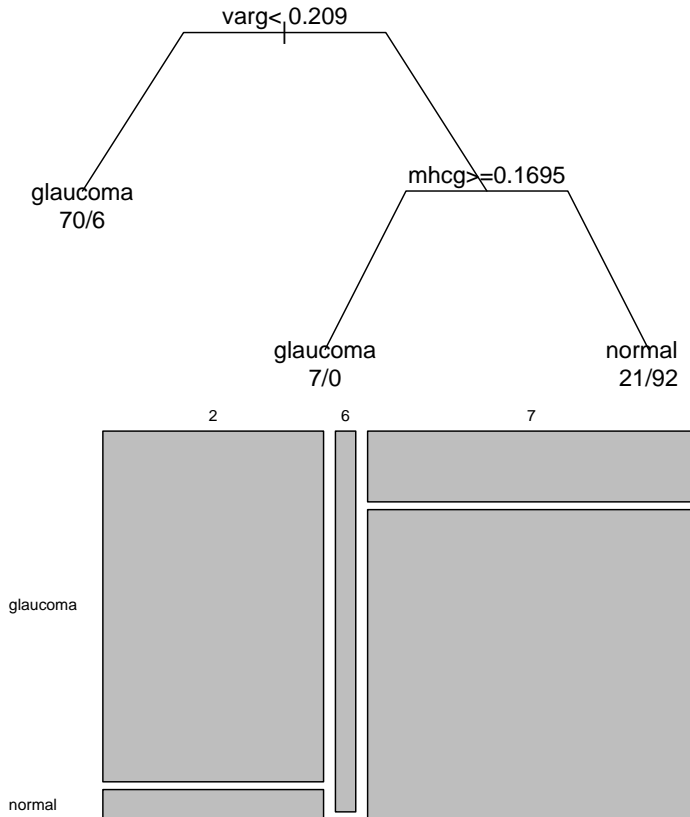 varg< 0.209
glaucoma
70/6
mhcg>=0.1695
glaucoma
7/0
normal
21/92
2
6
7
glaucoma
normal